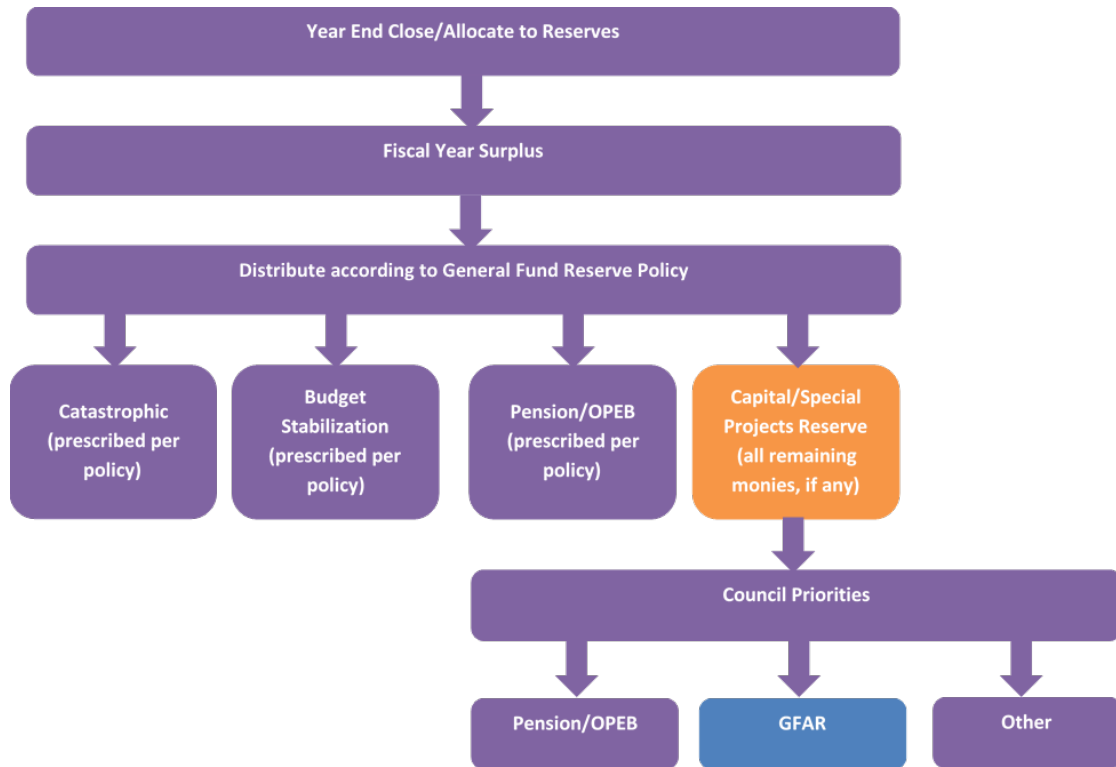 Year End Close/Allocate to Reserves
Fiscal Year Surplus
Distribute according to General Fund Reserve Policy
Catastrophic
(prescribed per
policy)
Budget
Stabilization
(prescribed per
policy)
Pension/OPEB
(prescribed per
policy)
Capital/Special
Projects Reserve
(all remaining
monies, if any)
Council Priorities
Pension/OPEB
GFAR
Other